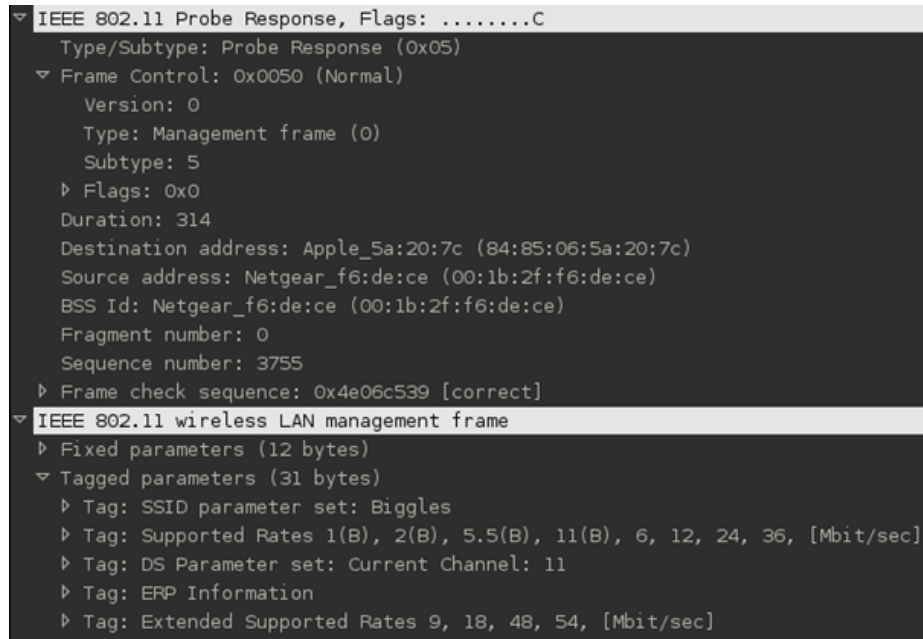 IEEE 802.11 Probe Response, Flags: ........C
Type/Subtype: Probe Response (0x05)
Frame Control: 0x0050 (Normal)
Version: 0
Type: Management frame (0)
Subtype: 5
Flags: 0x0
Duration: 314
Destination address: Apple_5a:20:7c (84:85:06:5a:20:7c)
Source address: Netgear_f6:de:ce (00:1b:2f:f6:de:ce)
BSS Id: Netgear_f6:de:ce (00:1b:2f:f6:de:ce)
Fragment number: 0
Sequence number: 3755
Frame check sequence: 0x4e06c539 [correct]
IEEE 802.11 wireless LAN management frame
Fixed parameters (12 bytes)
Tagged parameters (31 bytes)
Tag: SSID parameter set: Biggles
Tag: Supported Rates 1(B), 2(B), 5.5(B), 11(B), 6, 12, 24, 36, [Mbit/sec]
Tag: DS Parameter set: Current Channel: 11
Tag: ERP Information
Tag: Extended Supported Rates 9, 18, 48, 54, [Mbit/sec]